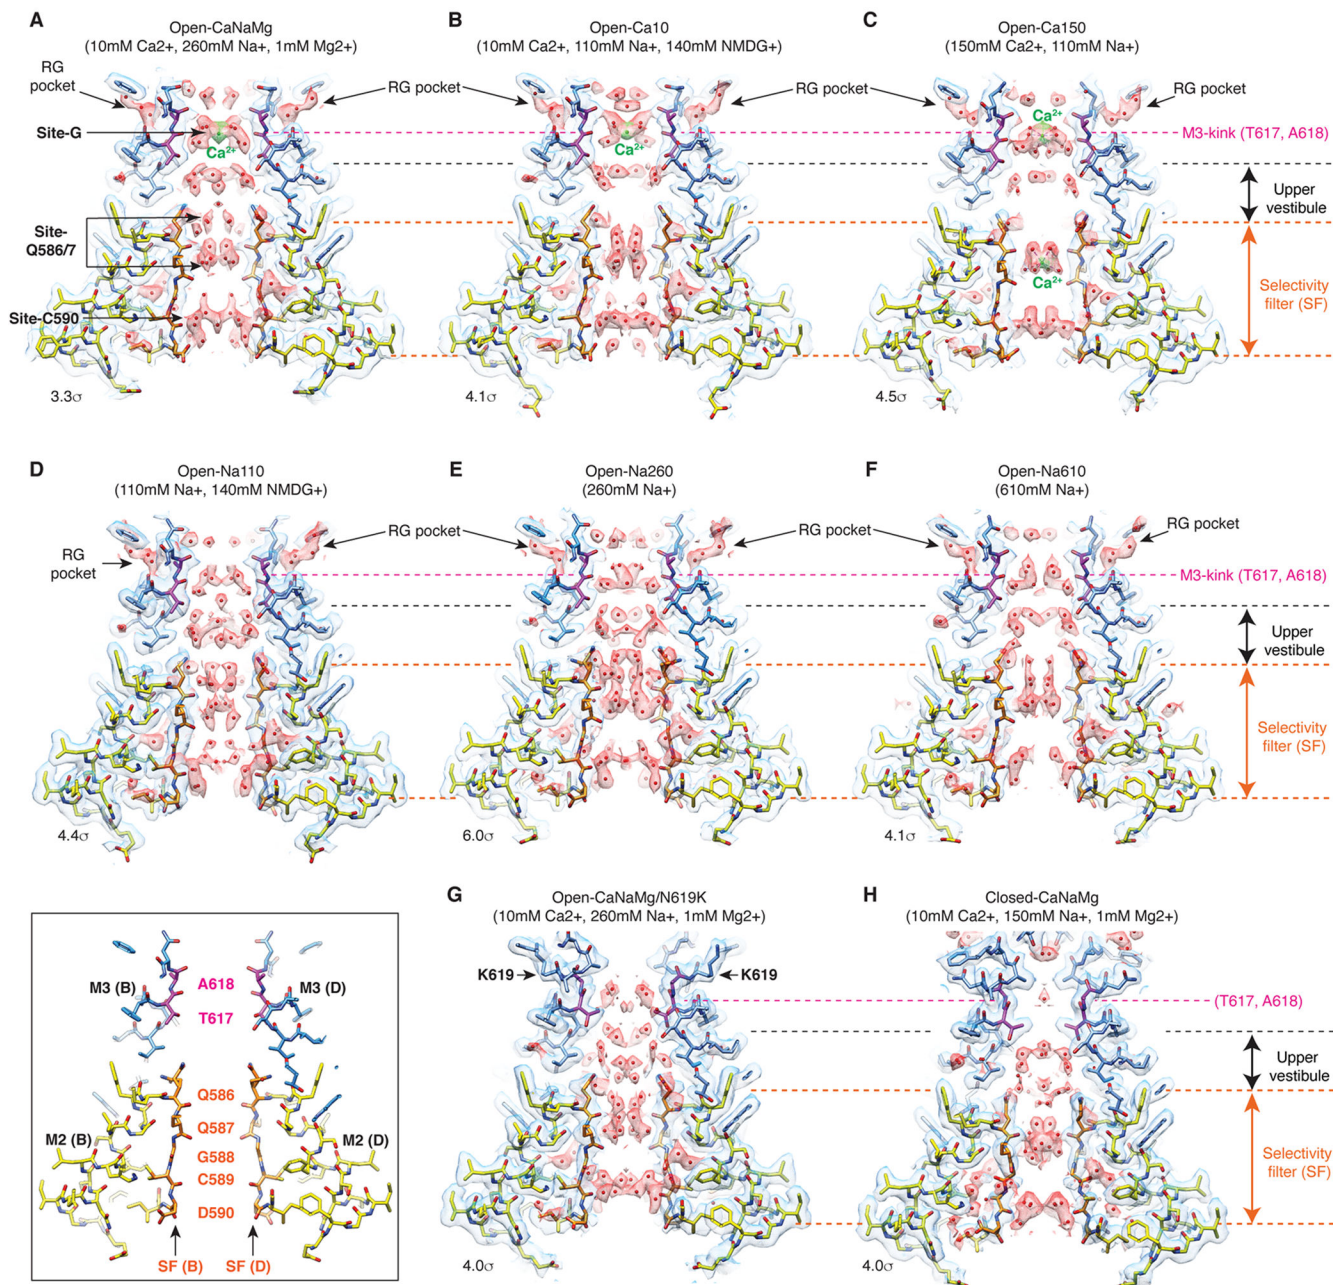 A
Open-CaNaMg
(10mM Ca2+, 260mM Na+, 1mM Mg2+)
RG
pocket
Site-G
Ca²⁺
Site-
Q586/7
Site-C590
3.3σ
B
Open-Ca10
(10mM Ca2+, 110mM Na+, 140mM NMDG+)
RG pocket
Ca²⁺
4.1σ
C
Open-Ca150
(150mM Ca2+, 110mM Na+)
RG pocket
Ca²⁺
Ca²⁺
M3-kink (T617, A618)
Upper
vestibule
Selectivity
filter (SF)
4.5σ
D
Open-Na110
(110mM Na+, 140mM NMDG+)
RG
pocket
RG pocket
4.4σ
E
Open-Na260
(260mM Na+)
RG pocket
6.0σ
F
Open-Na610
(610mM Na+)
RG pocket
M3-kink (T617, A618)
Upper
vestibule
Selectivity
filter (SF)
4.1σ
M3 (B)
A618
M3 (D)
T617
Q586
Q587
M2 (B)
M2 (D)
G588
C589
D590
SF (B)
SF (D)
G
Open-CaNaMg/N619K
(10mM Ca2+, 260mM Na+, 1mM Mg2+)
K619
K619
4.0σ
H
Closed-CaNaMg
(10mM Ca2+, 150mM Na+, 1mM Mg2+)
(T617, A618)
Upper
vestibule
Selectivity
filter (SF)
4.0σ